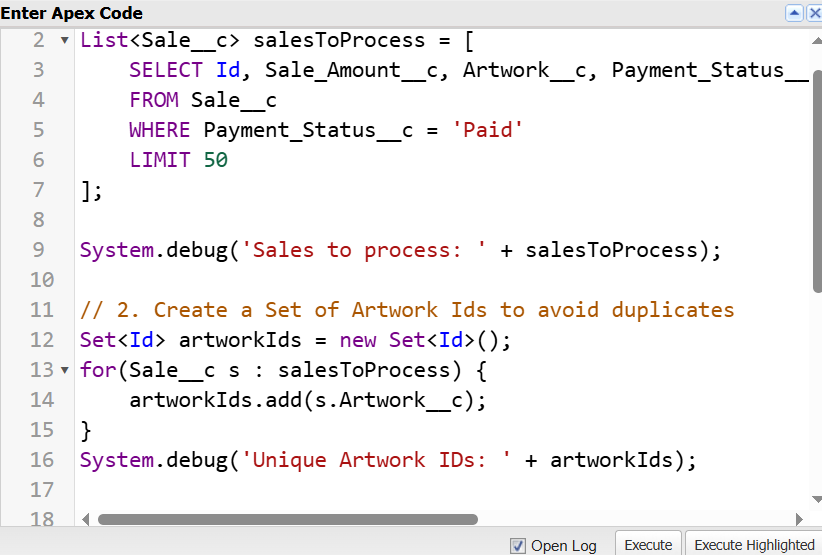 Enter Apex Code
2 List<Sale__c> salesToProcess = [
3 SELECT Id, Sale_Amount__c, Artwork__c, Payment_Status__
4 FROM Sale__c
5 WHERE Payment_Status__c = 'Paid'
6 LIMIT 50
7 ];
8
9 System.debug('Sales to process: ' + salesToProcess);
10
11 // 2. Create a Set of Artwork Ids to avoid duplicates
12 Set<Id> artworkIds = new Set<Id>();
13 for(Sale__c s : salesToProcess) {
14 artworkIds.add(s.Artwork__c);
15 }
16 System.debug('Unique Artwork IDs: ' + artworkIds);
17
18
Open Log Execute Execute Highlighted